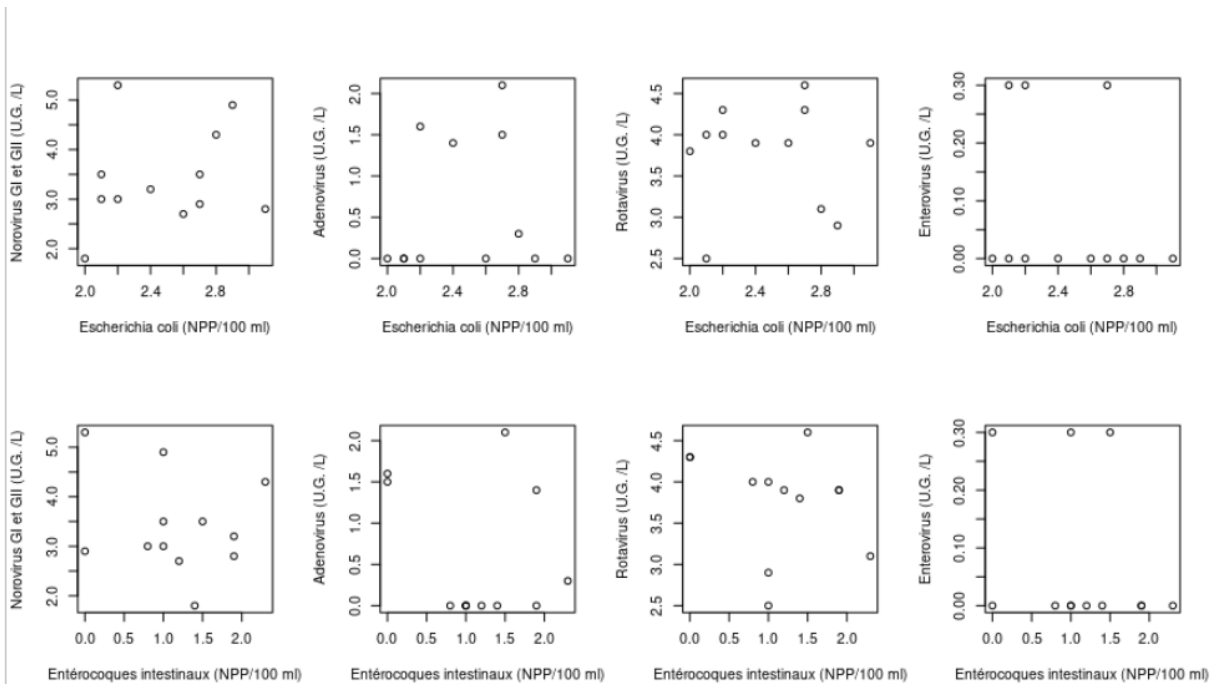 Norovirus GI et GII (U.G. /L)
5.0
4.0
3.0
2.0
2.0 2.4 2.8
Escherichia coli (NPP/100 ml)
Adenovirus (U.G. /L)
2.0
1.5
1.0
0.5
0.0
2.0 2.4 2.8
Escherichia coli (NPP/100 ml)
Rotavirus (U.G. /L)
4.5
4.0
3.5
3.0
2.5
2.0 2.4 2.8
Escherichia coli (NPP/100 ml)
Enterovirus (U.G. /L)
0.30
0.20
0.10
0.00
2.0 2.4 2.8
Escherichia coli (NPP/100 ml)
Norovirus GI et GII (U.G. /L)
5.0
4.0
3.0
2.0
0.0 0.5 1.0 1.5 2.0
Entérocoques intestinaux (NPP/100 ml)
Adenovirus (U.G. /L)
2.0
1.5
1.0
0.5
0.0
0.0 0.5 1.0 1.5 2.0
Entérocoques intestinaux (NPP/100 ml)
Rotavirus (U.G. /L)
4.5
4.0
3.5
3.0
2.5
0.0 0.5 1.0 1.5 2.0
Entérocoques intestinaux (NPP/100 ml)
Enterovirus (U.G. /L)
0.30
0.20
0.10
0.00
0.0 0.5 1.0 1.5 2.0
Entérocoques intestinaux (NPP/100 ml)